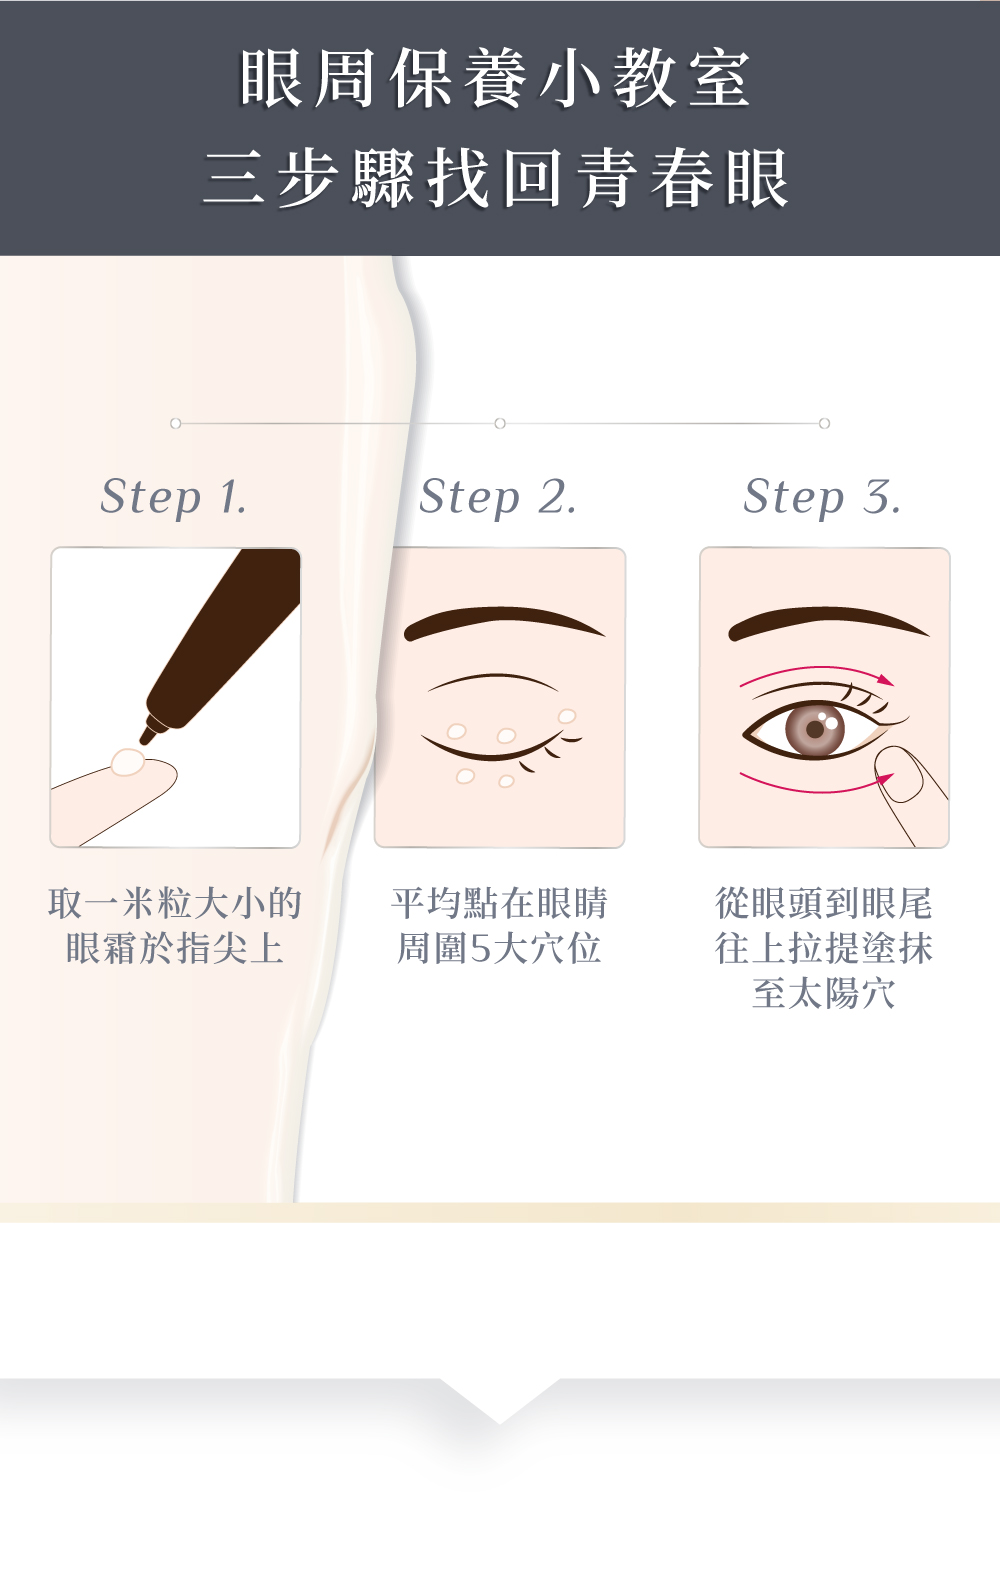 眼周保養小教室
三步驟找回青春眼
Step 1.
取一米粒大小的
眼霜於指尖上
Step 2.
平均點在眼睛
周圍5大穴位
Step 3.
從眼頭到眼尾
往上拉提塗抹
至太陽穴